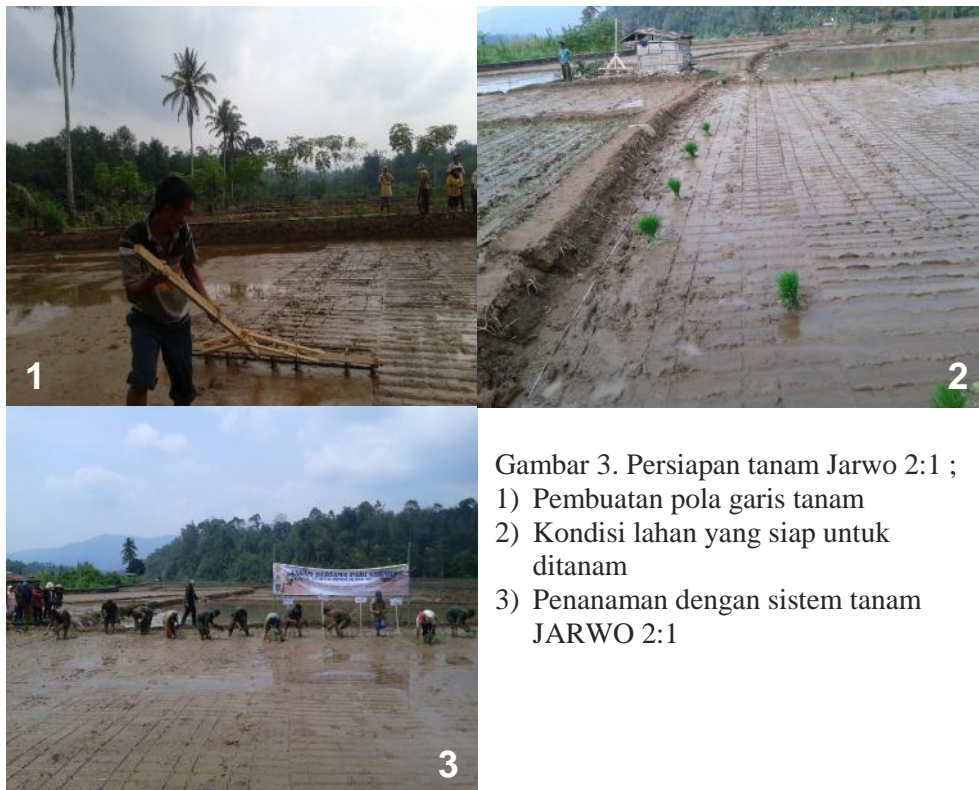 1
2
3
Gambar 3. Persiapan tanam Jarwo 2:1 ;
1) Pembuatan pola garis tanam
2) Kondisi lahan yang siap untuk
ditanam
3) Penanaman dengan sistem tanam
JARWO 2:1